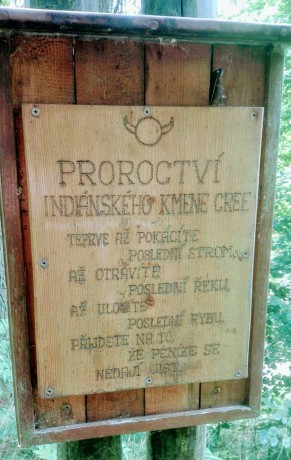 PROROCTVÍ
INDIÁNSKÉHO KMENE CREE
TEPRVE AŽ POKÁCÍTE
POSLEDNÍ STROM,
AŽ OTRÁVÍTE
POSLEDNÍ ŘEKU,
AŽ ULOVÍTE
POSLEDNÍ RYBU,
PŘIJDETE NA TO,
ŽE PENÍZE SE
NEDAJÍ JÍST.